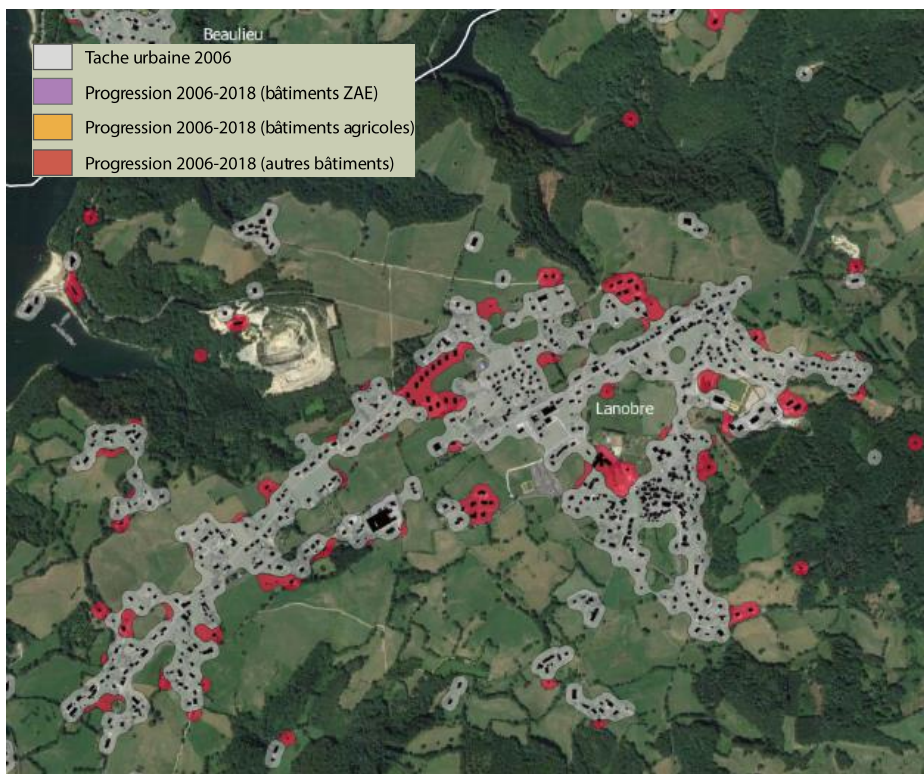 Beaulieu
Tache urbaine 2006
Progression 2006-2018 (bâtiments ZAE)
Progression 2006-2018 (bâtiments agricoles)
Progression 2006-2018 (autres bâtiments)
Lanobre